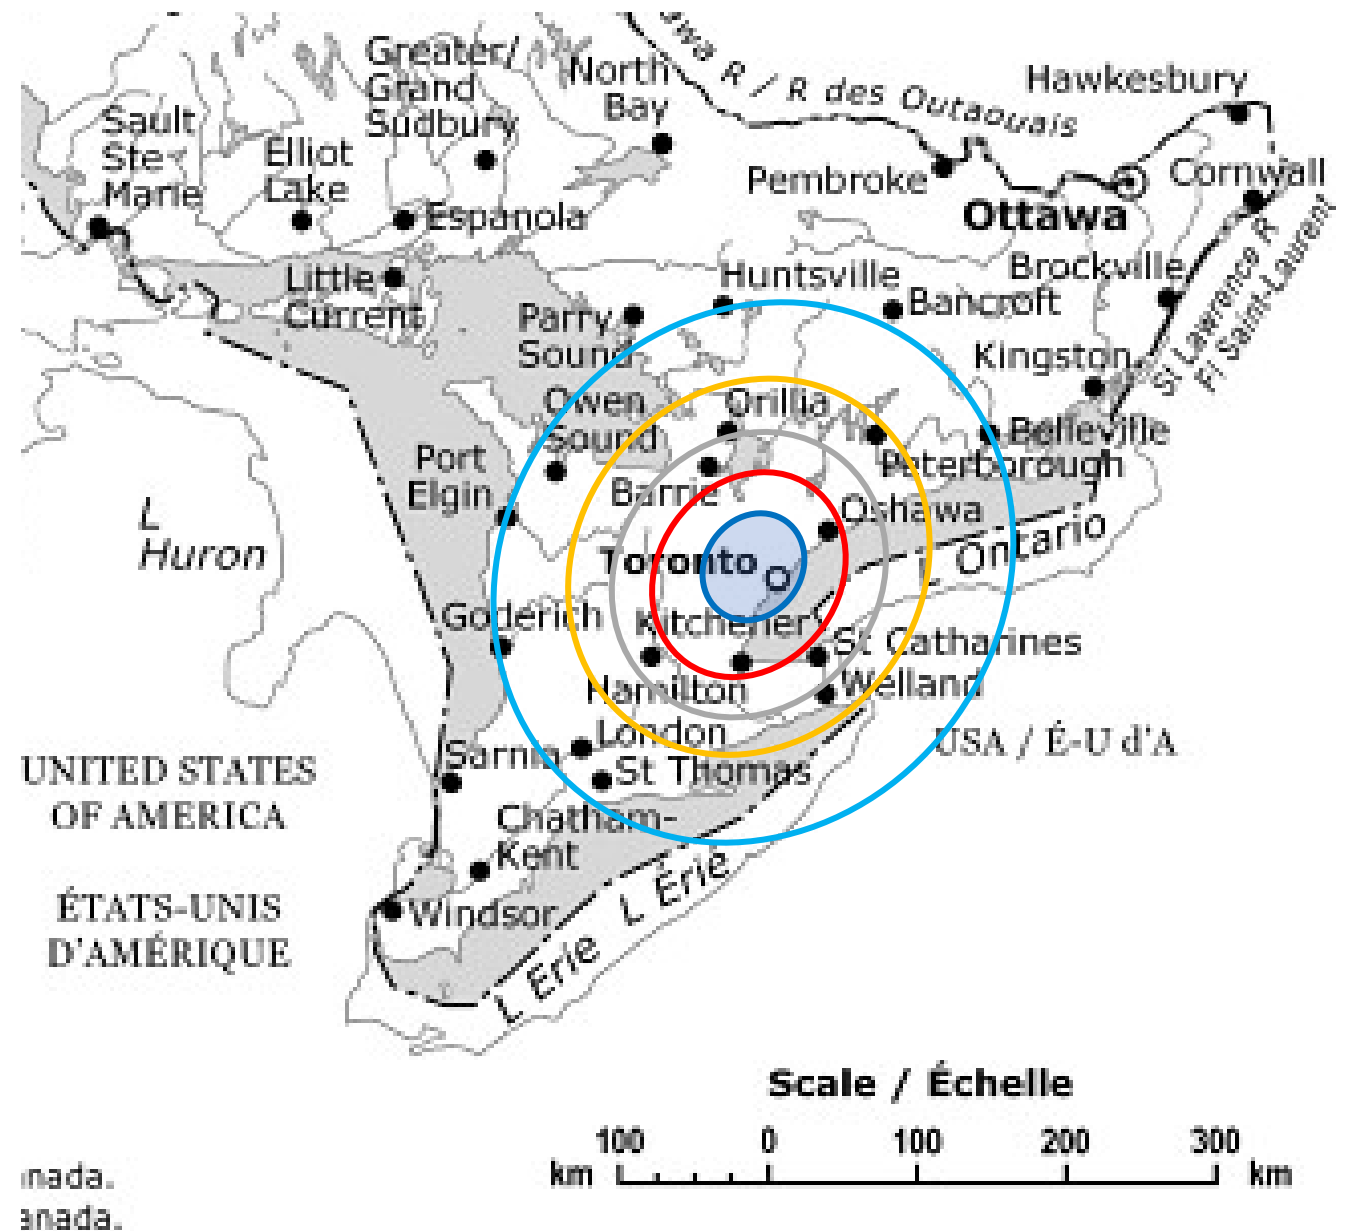 Greater/
Grand
Sudbury
North
Bay
R / R des Outaouais
Hawkesbury
Sault
Ste-
Marie
Elliot
Lake
Espanola
Pembroke
Ottawa
Cornwall
Little
Current
Parry
Sound
Huntsville
Bancroft
Brockville
St Lawrence R
Fl Saint-Laurent
Kingston
Owen
Sound
Orillia
Belleville
Peterborough
Port
Elgin
Barrie
Oshawa
L
Huron
Toronto
L Ontario
Goderich
Kitchener
St Catharines
Hamilton
Welland
London
Sarnia
St Thomas
USA / É-U d'A
UNITED STATES
OF AMERICA
Chatham-
Kent
ÉTATS-UNIS
D'AMÉRIQUE
Windsor
L Érié
L Erie
Scale / Échelle
100 0 100 200 300
km km
nada.
anada.